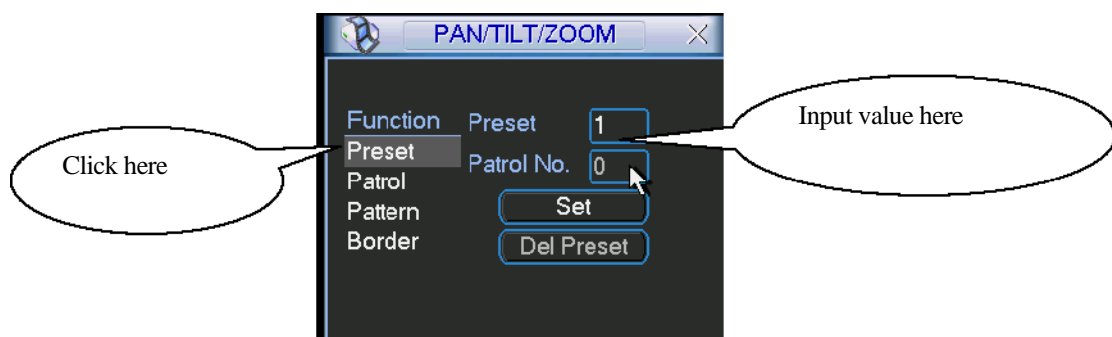 PAN/TILT/ZOOM
Function
Preset
Patrol
Pattern
Border
Preset 1
Patrol No. 0
Set
Del Preset
Click here
Input value here